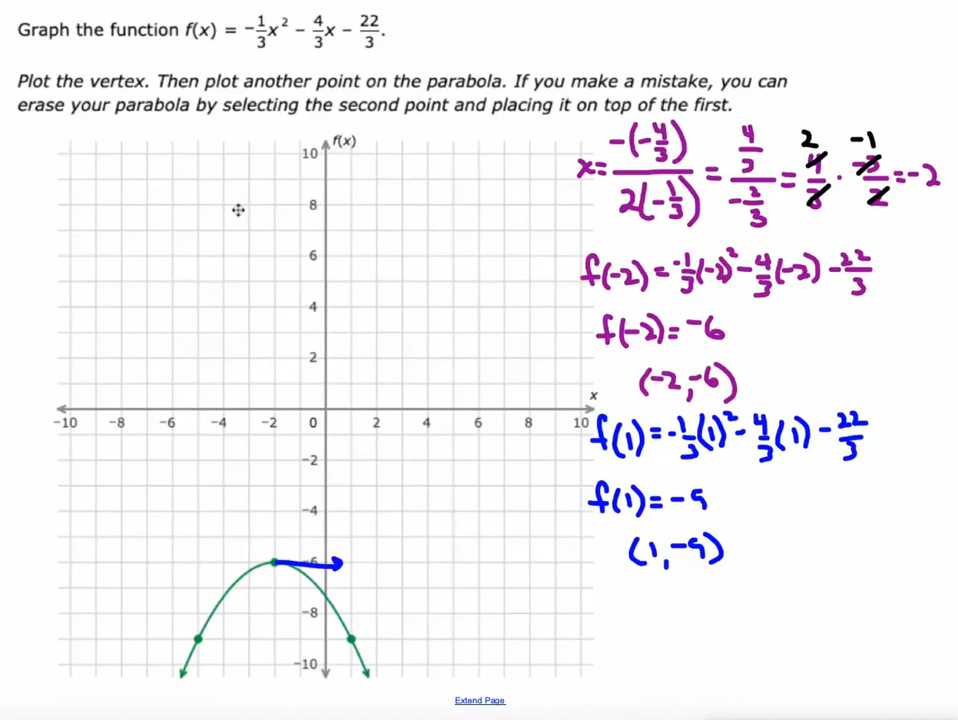 Graph the function f(x) = -1/3x² - 4/3x - 22/3.
Plot the vertex. Then plot another point on the parabola. If you make a mistake, you can
erase your parabola by selecting the second point and placing it on top of the first.
f(x)
10
8
6
4
2
x
-10 -8 -6 -4 -2 0 2 4 6 8 10
-2
-4
-6
-8
-10
x = -(-4/3) / 2(-1/3) = 4/3 / -2/3 = 4/3 · -3/2 = -2
2 -1
f(-2) = -1/3(-2)² - 4/3(-2) - 22/3
f(-2) = -6
(-2, -6)
f(1) = -1/3(1)² - 4/3(1) - 22/3
f(1) = -9
(1, -9)
Extend Page